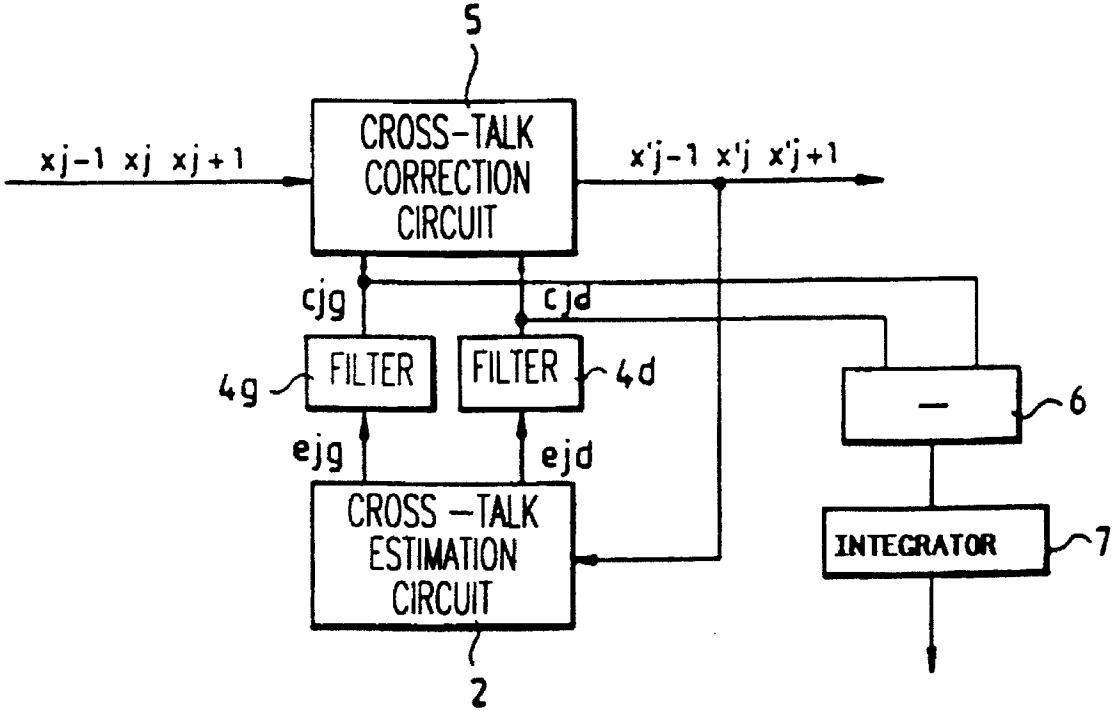 5
CROSS-TALK
CORRECTION
CIRCUIT
xj-1 xj xj+1
x'j-1 x'j x'j+1
cjg
cjd
FILTER
FILTER
4g
4d
—
6
ejg
ejd
CROSS-TALK
ESTIMATION
CIRCUIT
INTEGRATOR
7
2